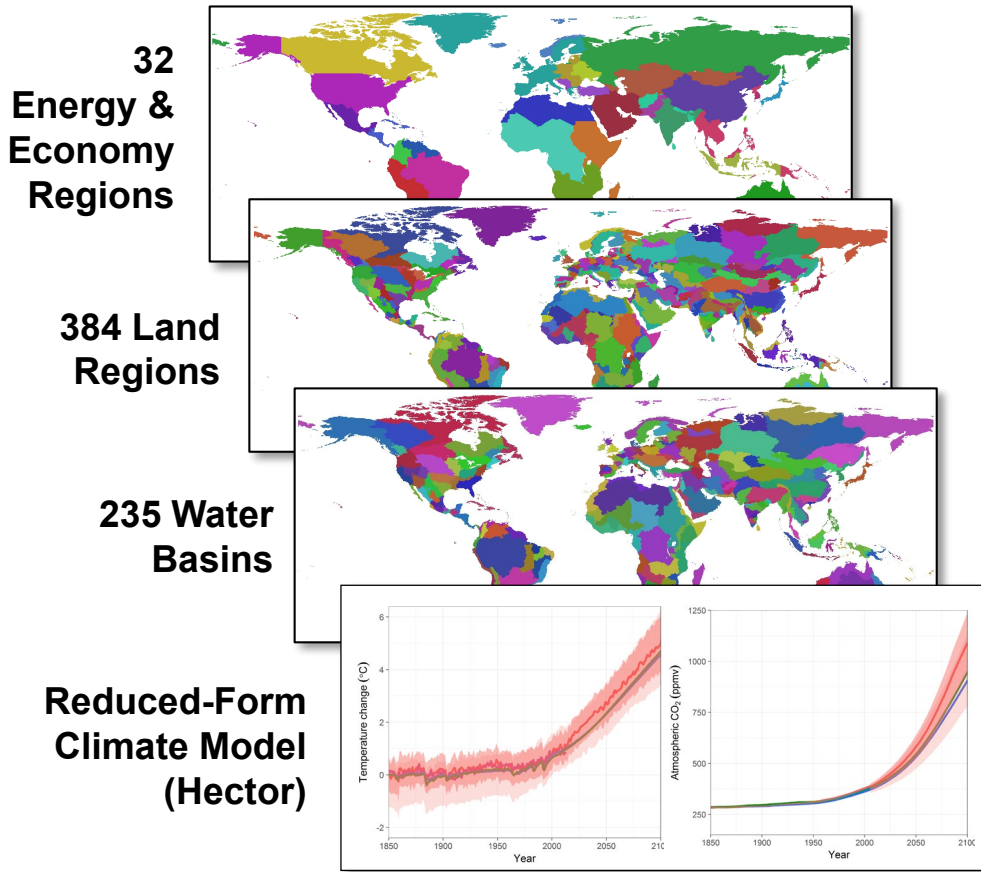 32
Energy &
Economy
Regions
384 Land
Regions
235 Water
Basins
Reduced-Form
Climate Model
(Hector)
Temperature change (°C)
6
4
2
0
-2
1850
1900
1950
2000
2050
210
Year
Atmospheric CO₂ (ppmv)
1250
1000
750
500
250
1850
1900
1950
2000
2050
2100
Year